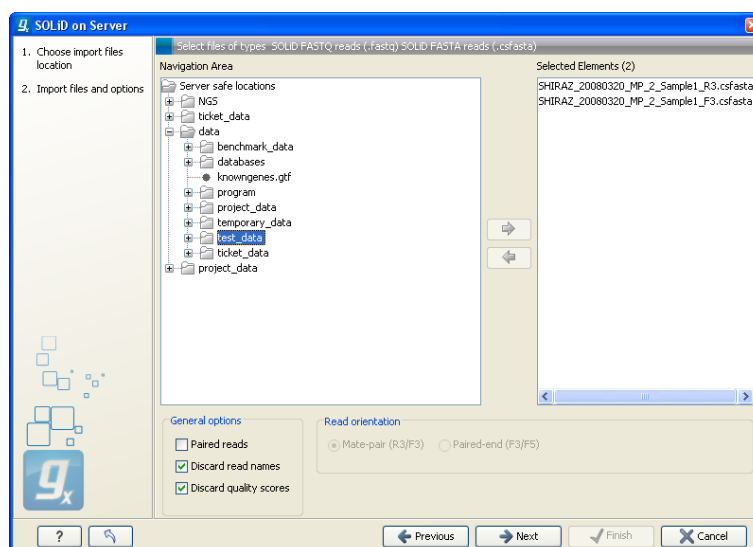 SOLiD on Server
1. Choose import files
location
2. Import files and options
Select files of types SOLiD FASTQ reads (.fastq) SOLiD FASTA reads (.csfasta)
Navigation Area
Server safe locations
NGS
ticket_data
data
benchmark_data
databases
knowngenes.gtf
program
project_data
temporary_data
test_data
ticket_data
project_data
Selected Elements (2)
SHIRAZ_20080320_MP_2_Sample1_R3.csfasta
SHIRAZ_20080320_MP_2_Sample1_F3.csfasta
General options
Paired reads
Discard read names
Discard quality scores
Read orientation
Mate-pair (R3/F3) Paired-end (F3/F5)
gx
? Previous Next Finish Cancel